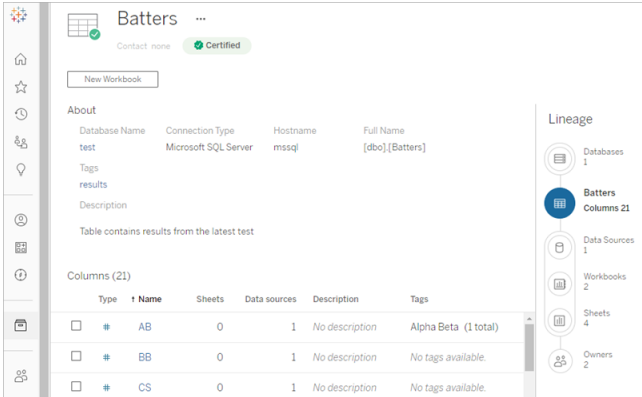 Batters ...
Contact none Certified
New Workbook
About
Database Name Connection Type Hostname Full Name
test Microsoft SQL Server mssql [dbo].[Batters]
Tags
results
Description
Table contains results from the latest test
Columns (21)
Type ↑ Name Sheets Data sources Description Tags
# AB 0 1 No description Alpha Beta (1 total)
# BB 0 1 No description No tags available.
# CS 0 1 No description No tags available.
Lineage
Databases
1
Batters
Columns 21
Data Sources
1
Workbooks
2
Sheets
4
Owners
2